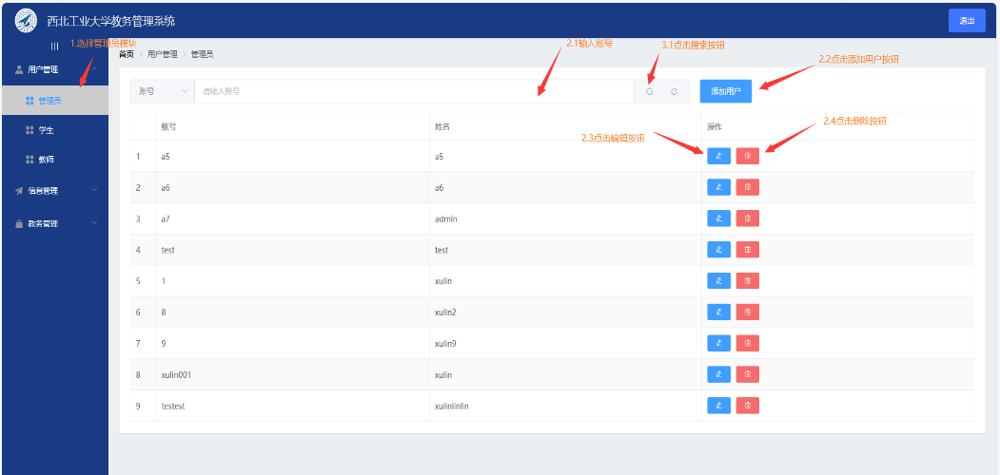 西北工业大学教务管理系统
退出
1.选择管理员模块
2.1输入账号
3.1点击搜索按钮
2.2点击添加用户按钮
首页 > 用户管理 > 管理员
用户管理
管理员
学生
教师
信息管理
教务管理
账号 请输入账号 添加用户
2.3点击编辑按钮
2.4点击删除按钮
账号 姓名 操作
1 a5 a5
2 a6 a6
3 a7 admin
4 test test
5 1 xulin
6 8 xulin2
7 9 xulin9
8 xulin001 xulin
9 testest xulinlinlin